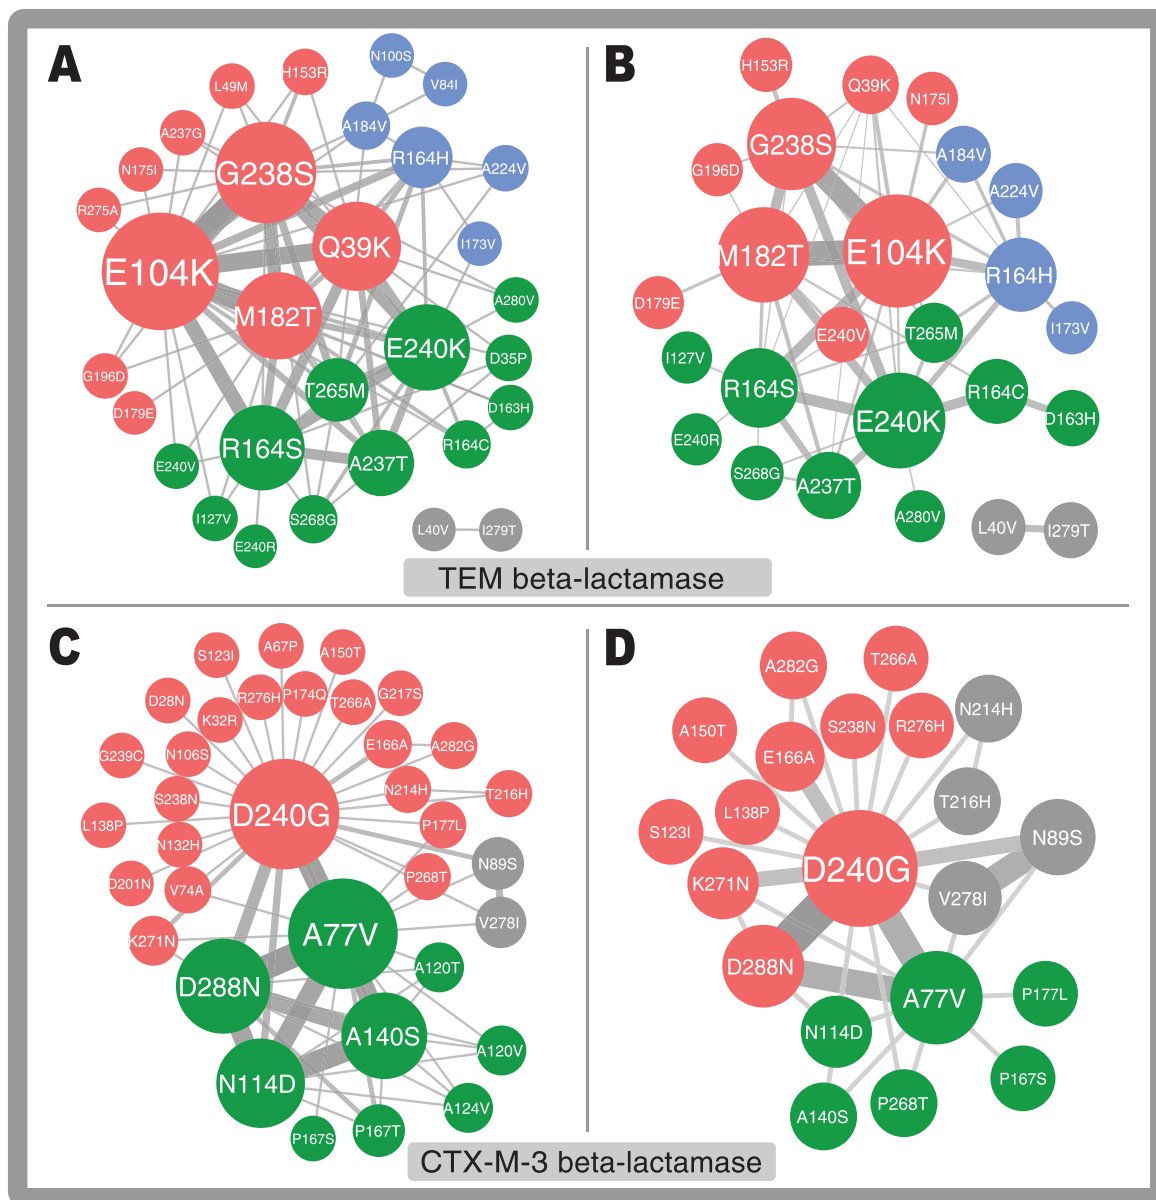 A
N100S
H153R
V84I
L49M
A184V
A237G
R164H
G238S
N175I
A224V
R275A
Q39K
I173V
E104K
A280V
M182T
E240K
D35P
G196D
T265M
D163H
D179E
R164C
R164S
A237T
E240V
I127V
S268G
E240R
L40V
I279T
B
H153R
Q39K
N175I
G238S
A184V
G196D
A224V
M182T
E104K
R164H
D179E
I173V
E240V
T265M
I127V
R164S
R164C
E240K
D163H
E240R
S268G
A237T
A280V
L40V
I279T
TEM beta-lactamase
C
A67P
S123I
A150T
D28N
R276H
P174Q
T266A
G217S
K32R
G239C
N106S
E166A
A282G
N214H
T216H
S238N
D240G
L138P
P177L
N132H
N89S
D201N
V74A
P268T
V278I
K271N
A77V
A120T
D288N
A140S
A120V
N114D
A124V
P167S
P167T
D
A282G
T266A
N214H
A150T
S238N
R276H
E166A
T216H
L138P
S123I
N89S
D240G
K271N
V278I
D288N
A77V
P177L
N114D
P167S
A140S
P268T
CTX-M-3 beta-lactamase